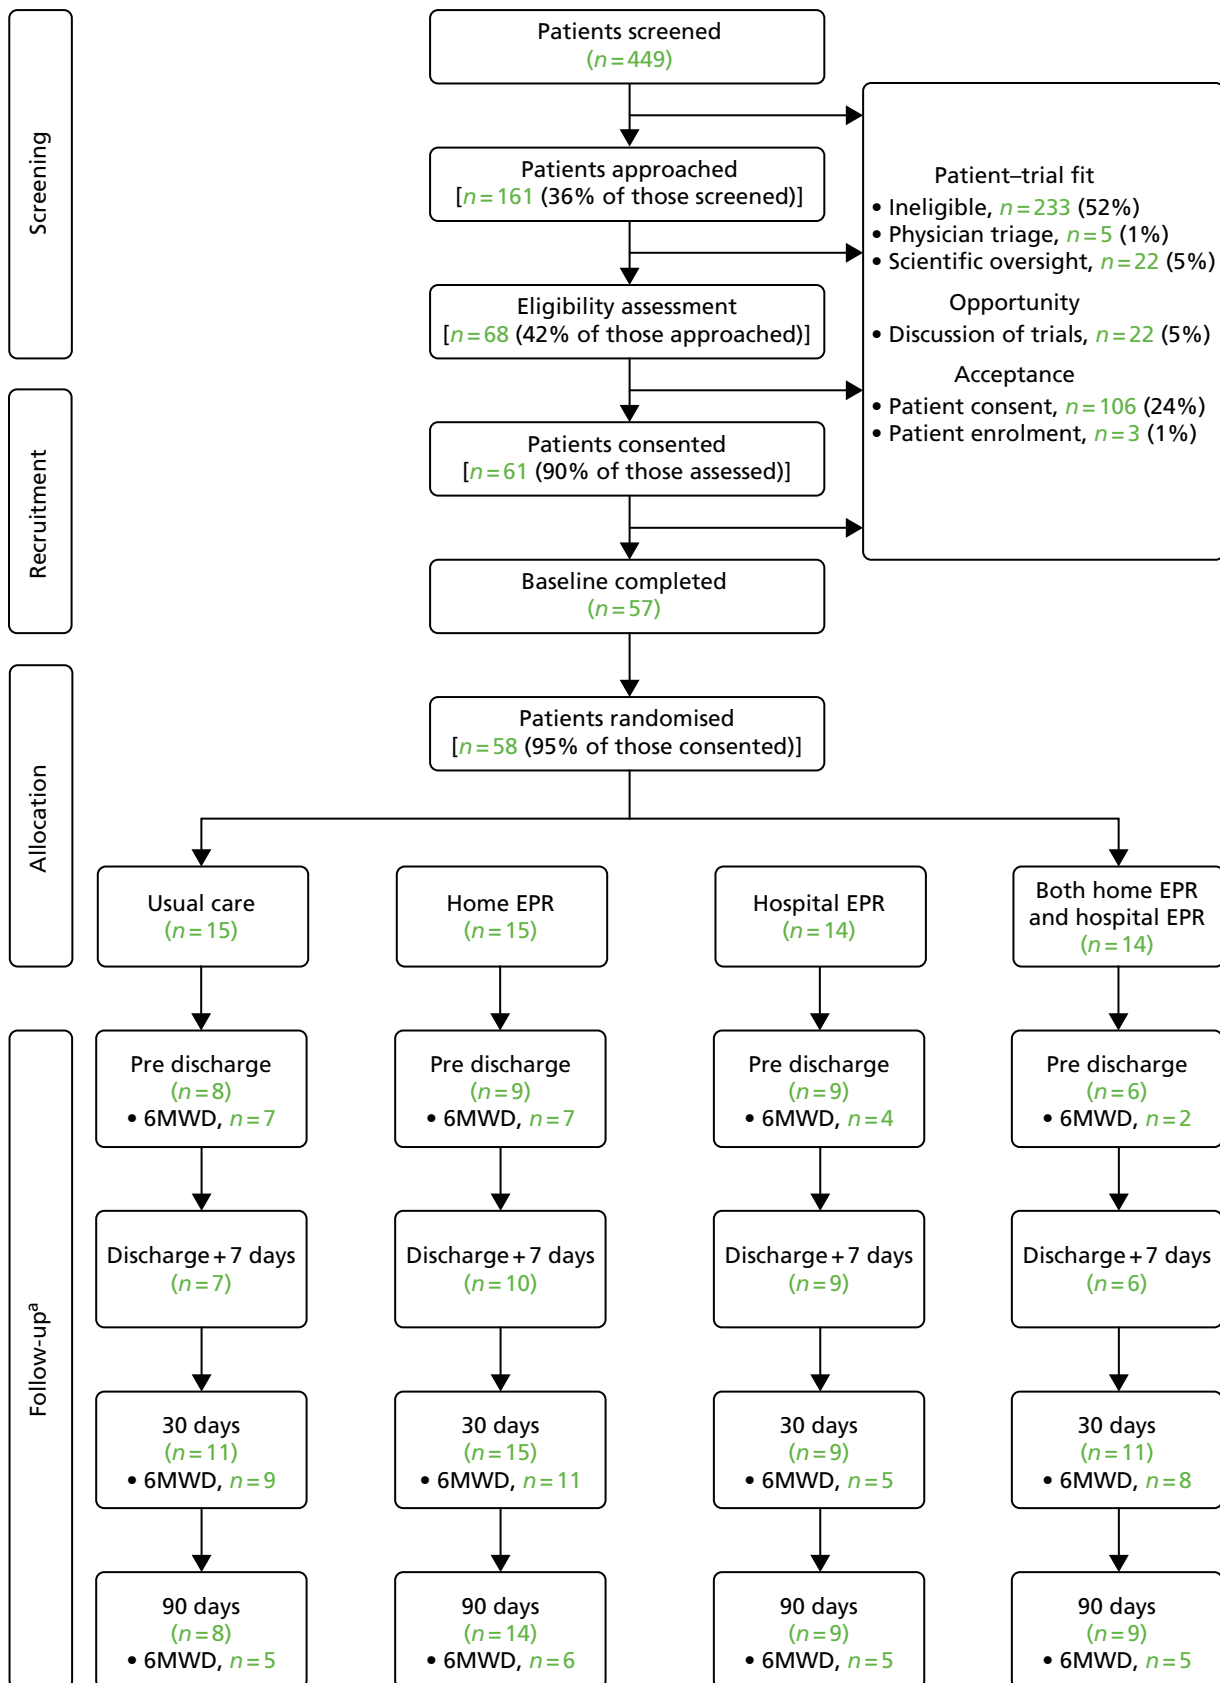 Screening
Patients screened
(n=449)
Patients approached
[n=161 (36% of those screened)]
Eligibility assessment
[n=68 (42% of those approached)]
Patient–trial fit
• Ineligible, n=233 (52%)
• Physician triage, n=5 (1%)
• Scientific oversight, n=22 (5%)
Opportunity
• Discussion of trials, n=22 (5%)
Acceptance
• Patient consent, n=106 (24%)
• Patient enrolment, n=3 (1%)
Recruitment
Patients consented
[n=61 (90% of those assessed)]
Baseline completed
(n=57)
Allocation
Patients randomised
[n=58 (95% of those consented)]
Usual care
(n=15)
Home EPR
(n=15)
Hospital EPR
(n=14)
Both home EPR
and hospital EPR
(n=14)
Follow-upª
Pre discharge
(n=8)
• 6MWD, n=7
Pre discharge
(n=9)
• 6MWD, n=7
Pre discharge
(n=9)
• 6MWD, n=4
Pre discharge
(n=6)
• 6MWD, n=2
Discharge+7 days
(n=7)
Discharge+7 days
(n=10)
Discharge+7 days
(n=9)
Discharge+7 days
(n=6)
30 days
(n=11)
• 6MWD, n=9
30 days
(n=15)
• 6MWD, n=11
30 days
(n=9)
• 6MWD, n=5
30 days
(n=11)
• 6MWD, n=8
90 days
(n=8)
• 6MWD, n=5
90 days
(n=14)
• 6MWD, n=6
90 days
(n=9)
• 6MWD, n=5
90 days
(n=9)
• 6MWD, n=5